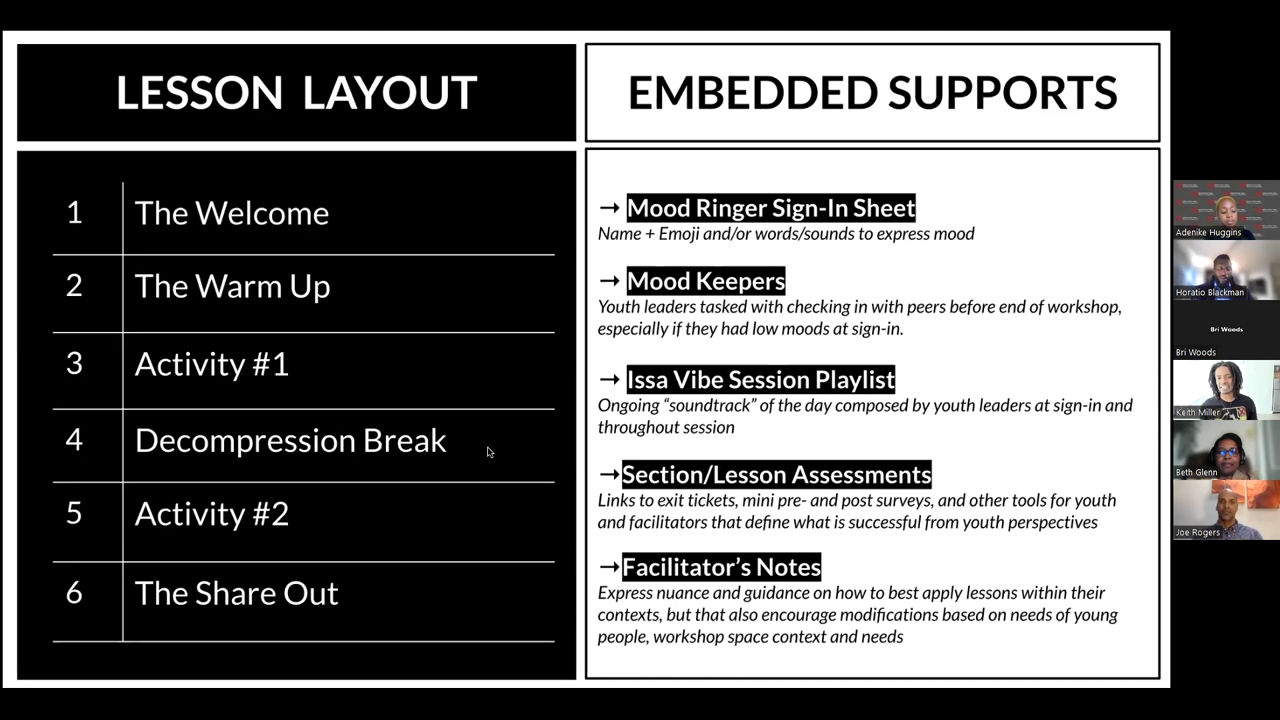 LESSON LAYOUT
1 The Welcome
2 The Warm Up
3 Activity #1
4 Decompression Break
5 Activity #2
6 The Share Out
EMBEDDED SUPPORTS
→ Mood Ringer Sign-In Sheet
Name + Emoji and/or words/sounds to express mood
→ Mood Keepers
Youth leaders tasked with checking in with peers before end of workshop,
especially if they had low moods at sign-in.
→ Issa Vibe Session Playlist
Ongoing “soundtrack” of the day composed by youth leaders at sign-in and
throughout session
→Section/Lesson Assessments
Links to exit tickets, mini pre- and post surveys, and other tools for youth
and facilitators that define what is successful from youth perspectives
→Facilitator’s Notes
Express nuance and guidance on how to best apply lessons within their
contexts, but that also encourage modifications based on needs of young
people, workshop space context and needs
Adenike Huggins
Horatio Blackman
Bri Woods
Bri Woods
Keith Miller
Beth Glenn
Joe Rogers